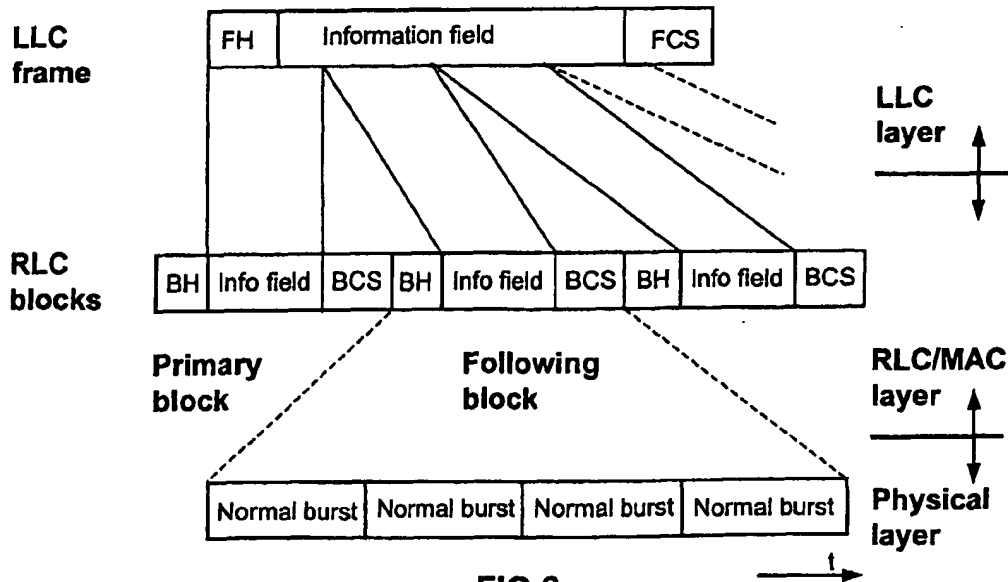 LLC frame
FH Information field FCS
LLC layer
RLC blocks
BH Info field BCS BH Info field BCS BH Info field BCS
Primary block
Following block
RLC/MAC layer
Normal burst Normal burst Normal burst Normal burst
Physical layer
t